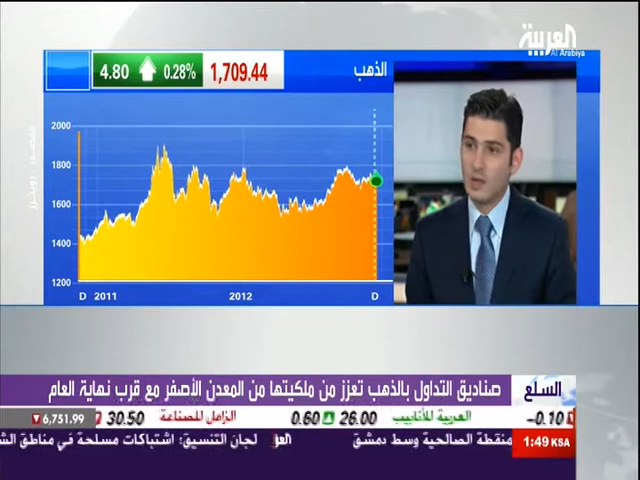 العربية
Al Arabiya
4.80 0.28% 1,709.44 الذهب
المصدر: رويترز
2000
1800
1600
1400
1200
D 2011 2012 D
صناديق التداول بالذهب تعزز من ملكيتها من المعدن الأصفر مع قرب نهاية العام
السلع
-0.10 العربية للأنابيب 26.00 0.60 الزامل المصناعة 30.50 6,751.99
منطقة الصالحية وسط دمشق لجان التنسيق: اشتباكات مسلحة في مناطق
1:49 KSA